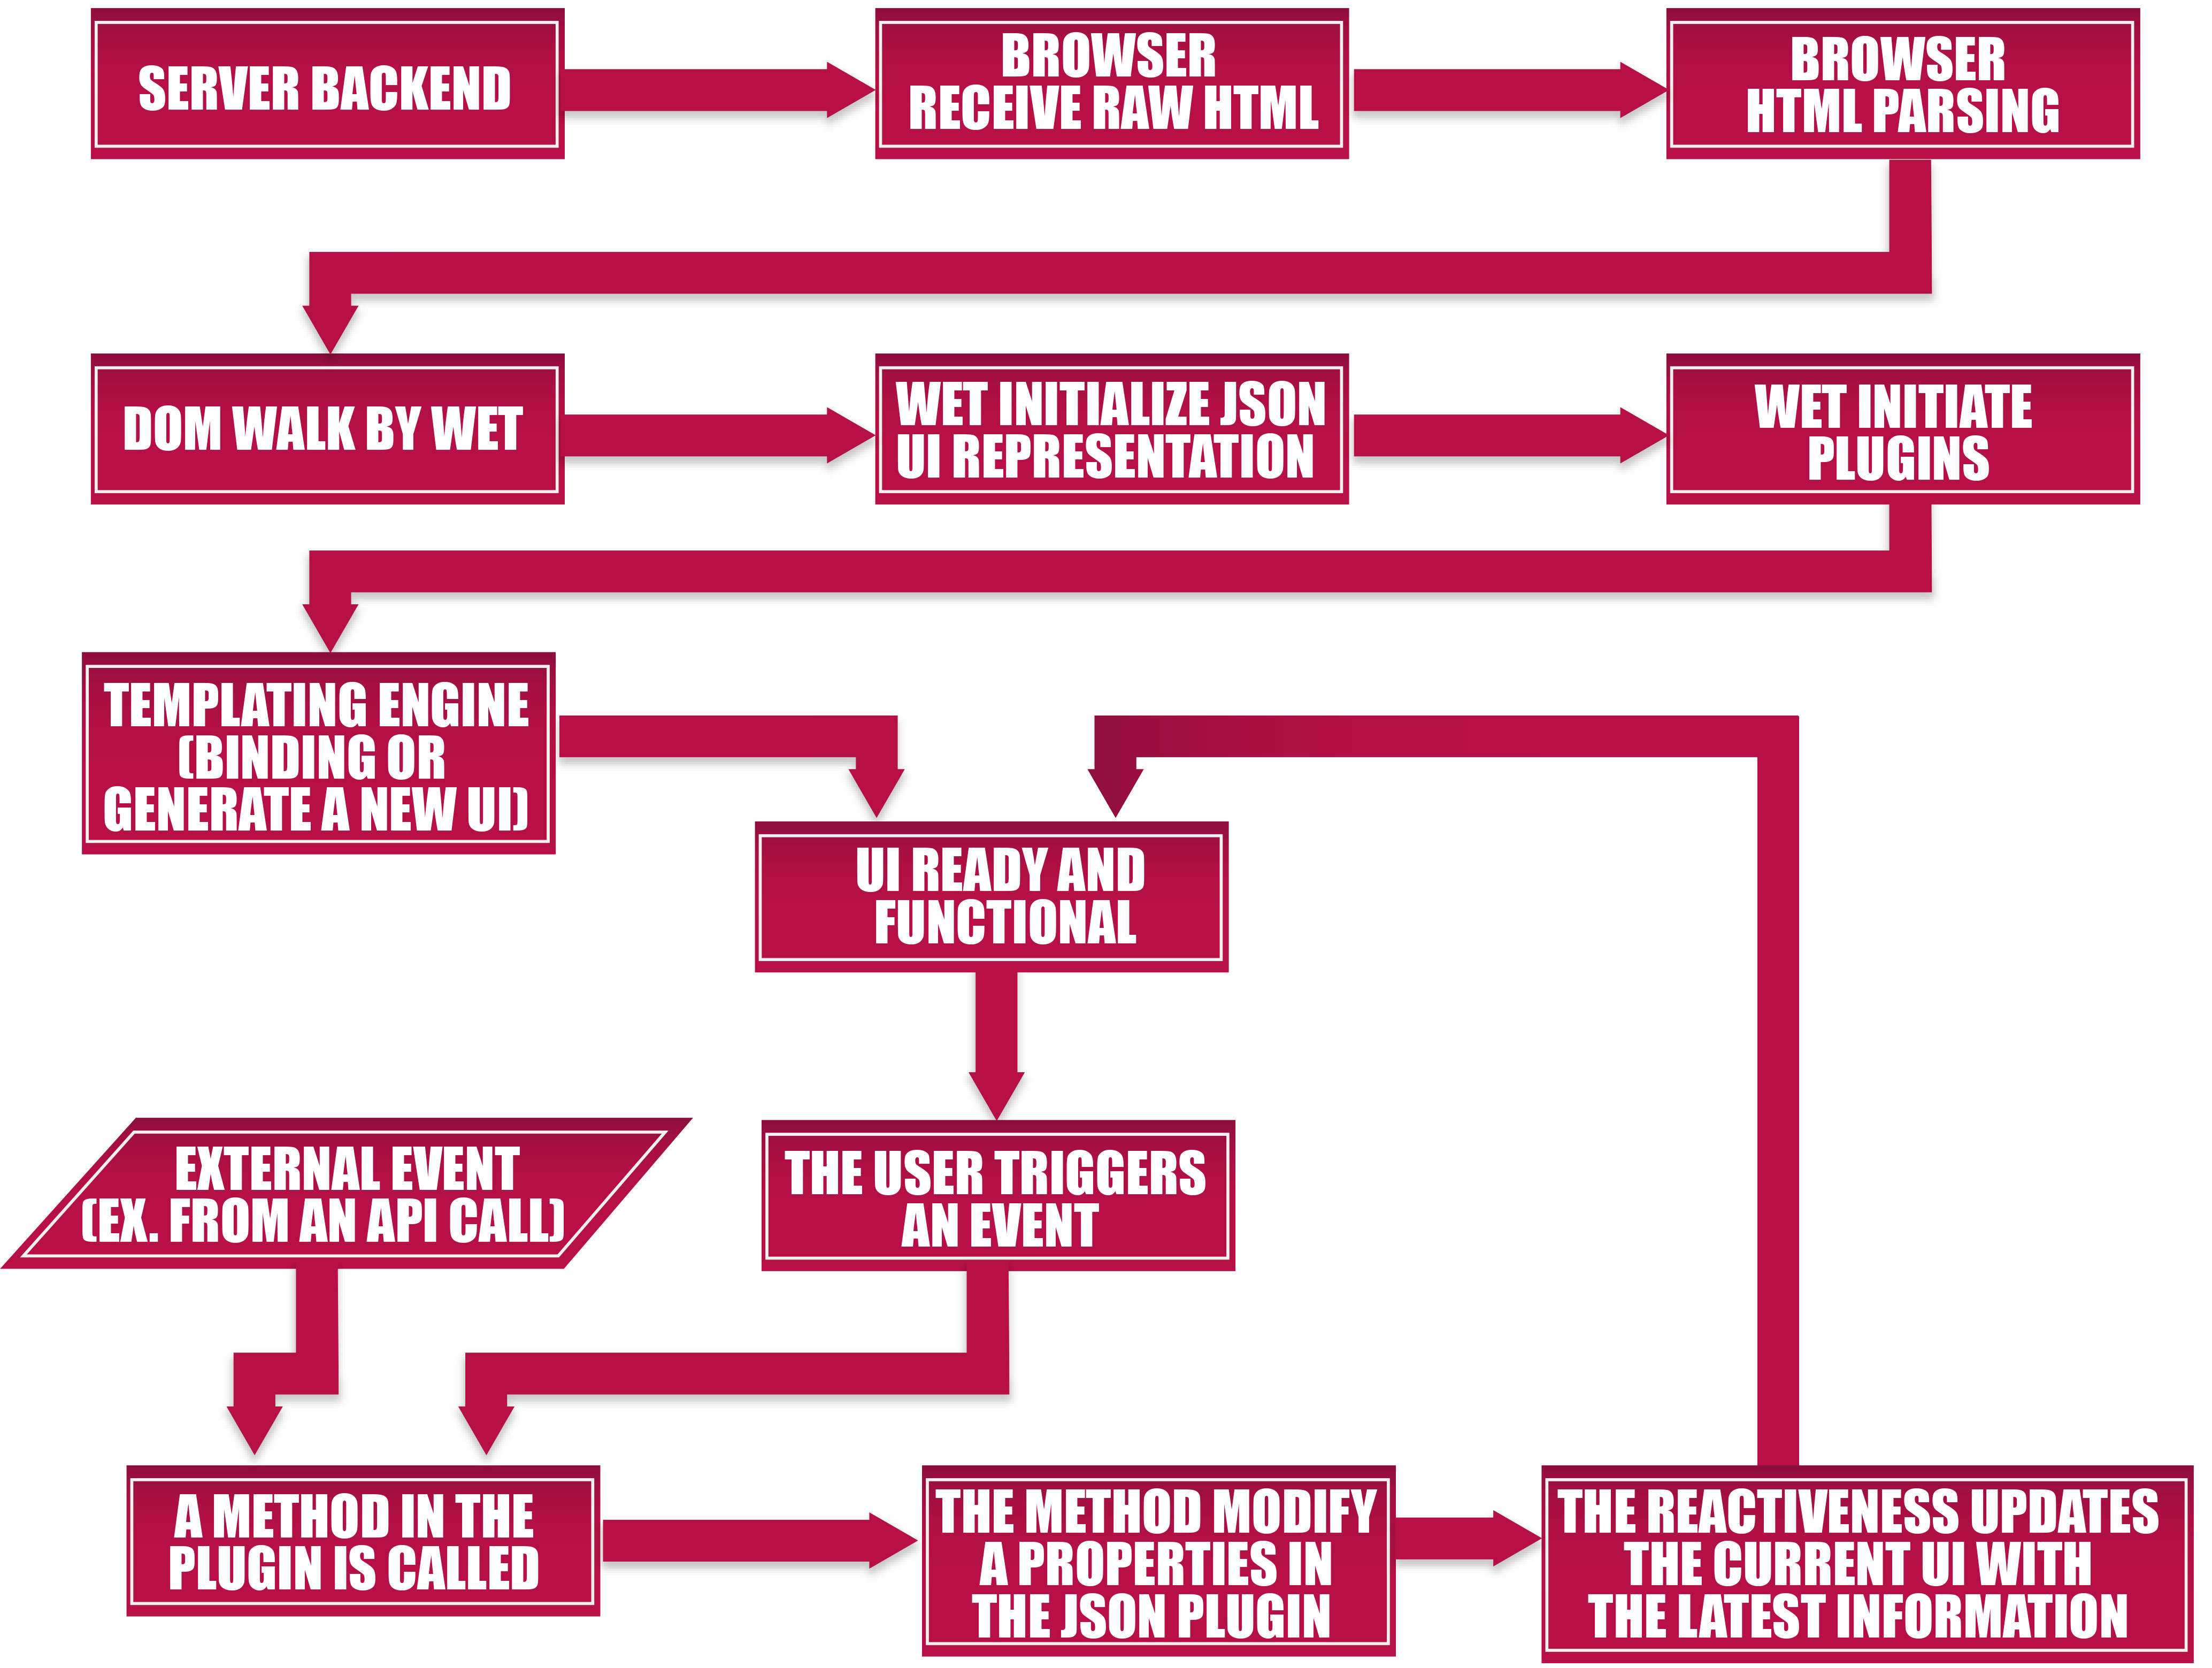 SERVER BACKEND
BROWSER
RECEIVE RAW HTML
BROWSER
HTML PARSING
DOM WALK BY WET
WET INITIALIZE JSON
UI REPRESENTATION
WET INITIATE
PLUGINS
TEMPLATING ENGINE
(BINDING OR
GENERATE A NEW UI)
UI READY AND
FUNCTIONAL
EXTERNAL EVENT
(EX. FROM AN API CALL)
THE USER TRIGGERS
AN EVENT
A METHOD IN THE
PLUGIN IS CALLED
THE METHOD MODIFY
A PROPERTIES IN
THE JSON PLUGIN
THE REACTIVENESS UPDATES
THE CURRENT UI WITH
THE LATEST INFORMATION